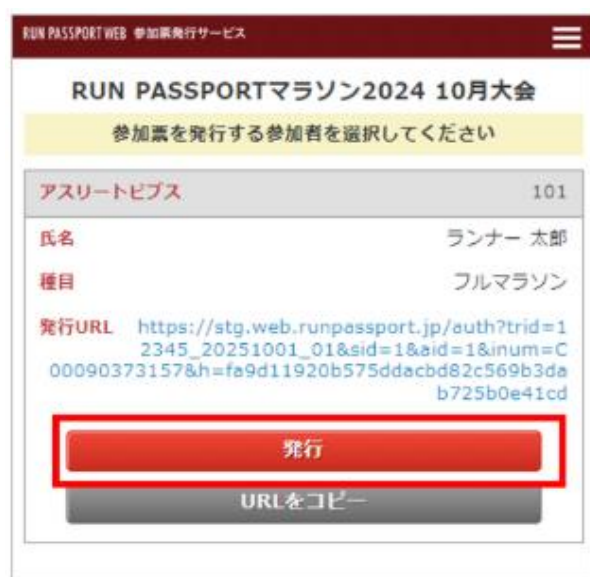 RUN PASSPORT WEB 参加票発行サービス
RUN PASSPORTマラソン2024 10月大会
参加票を発行する参加者を選択してください
アスリートビブス 101
氏名 ランナー 太郎
種目 フルマラソン
発行URL https://stg.web.runpassport.jp/auth?trid=1
2345_20251001_01&sid=1&aid=1&inum=C
00090373157&h=fa9d11920b575ddacbd82c569b3da
b725b0e41cd
発行
URLをコピー